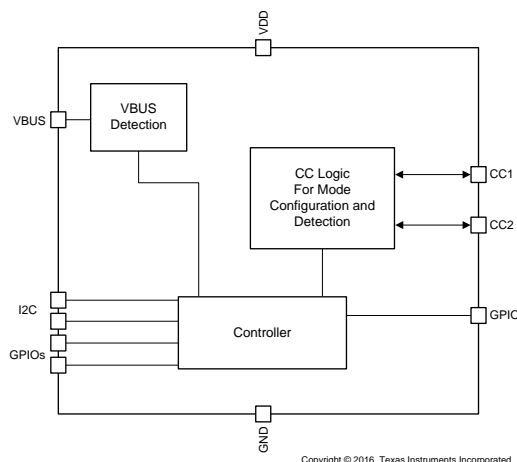 VDD
VBUS
Detection
VBUS
CC Logic
For Mode
Configuration and
Detection
CC1
CC2
I2C
GPIOs
Controller
GPIO
GND
Copyright © 2016, Texas Instruments Incorporated